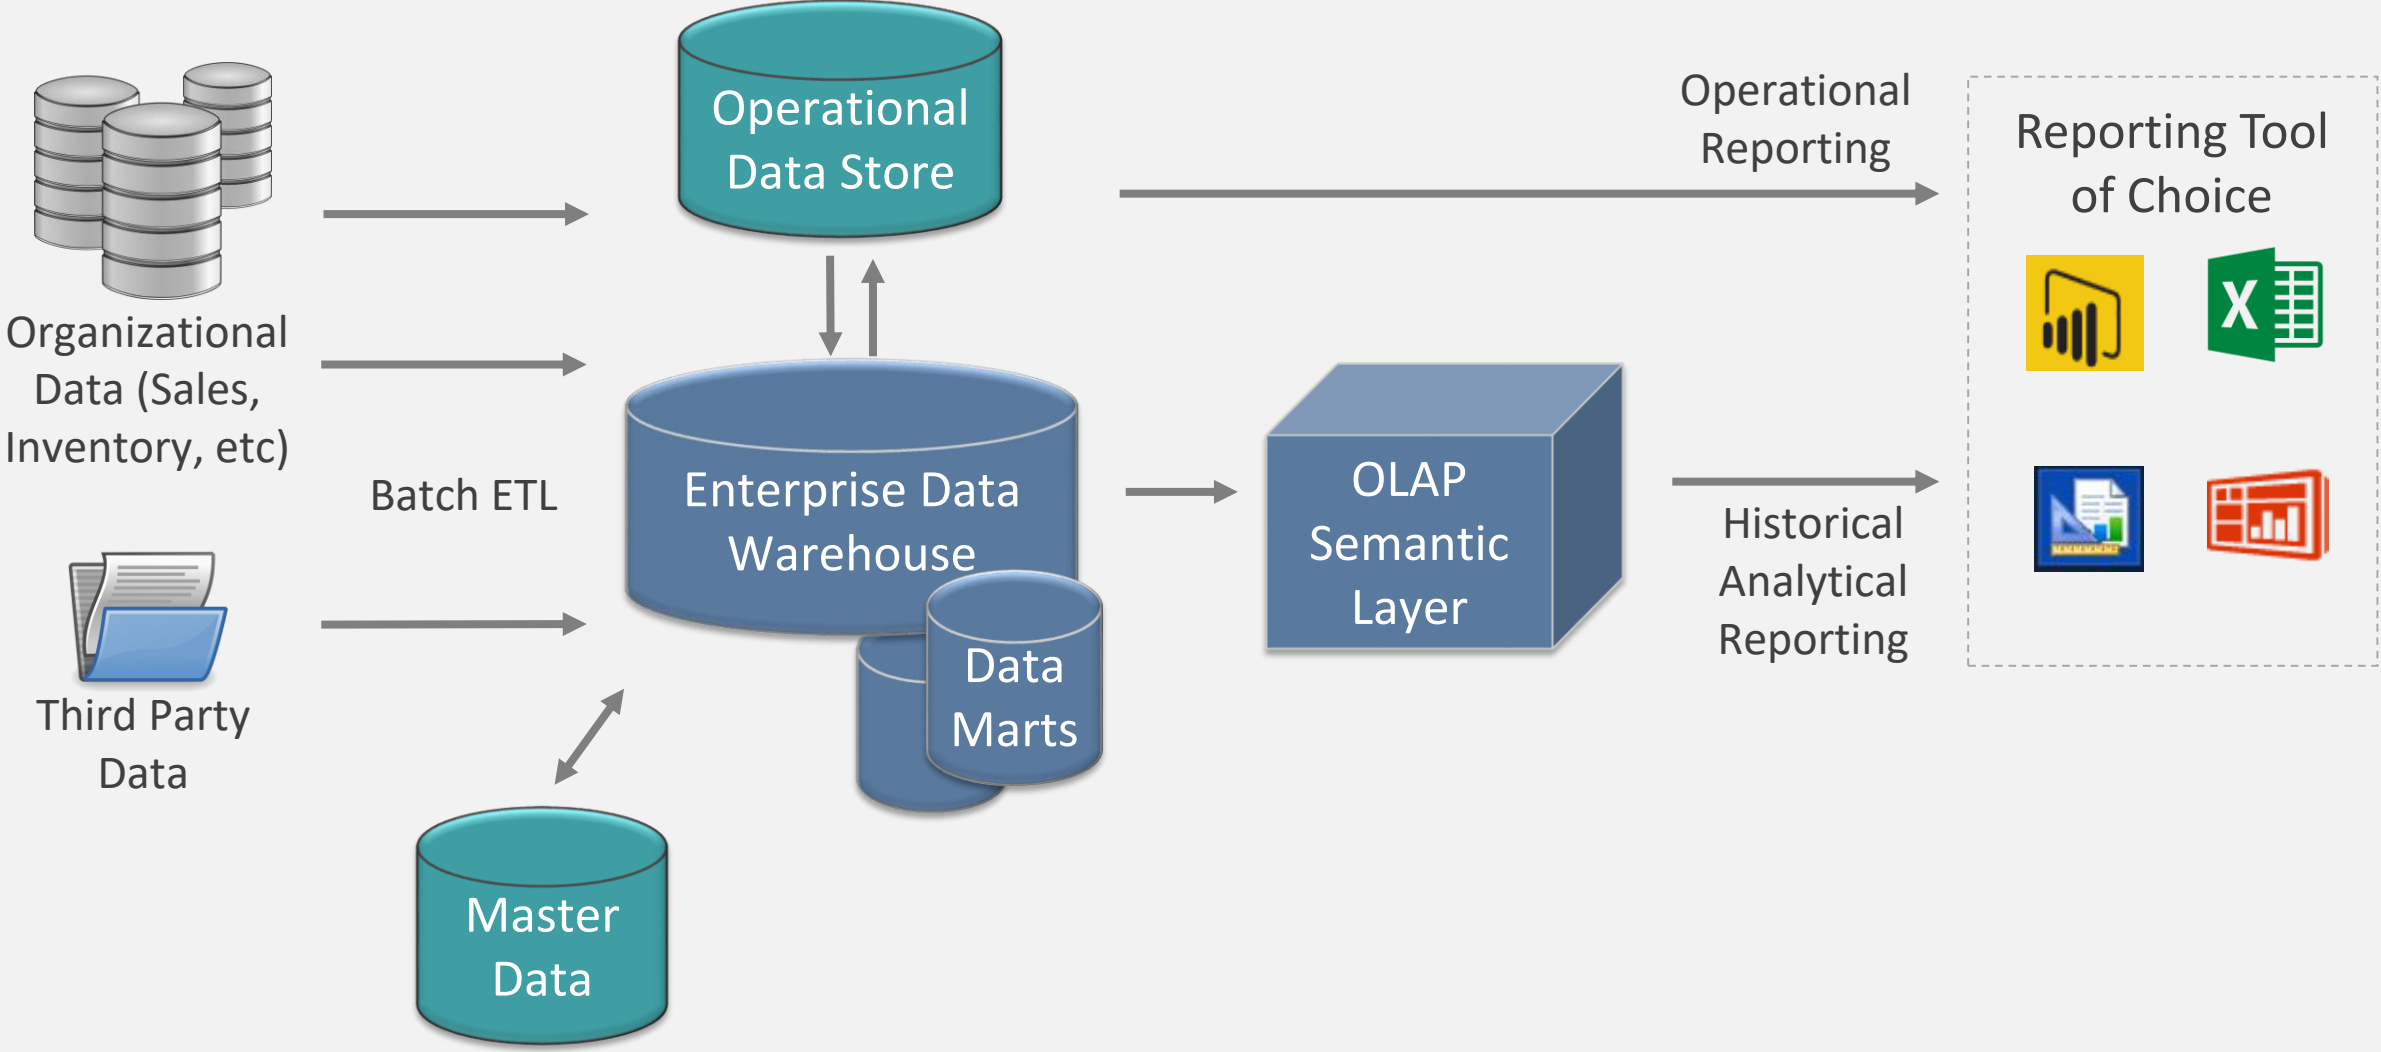 Operational
Data Store
Operational
Reporting
Reporting Tool
of Choice
X
Organizational
Data (Sales,
Inventory, etc)
Batch ETL
Enterprise Data
Warehouse
OLAP
Semantic
Layer
Historical
Analytical
Reporting
Data
Marts
Third Party
Data
Master
Data